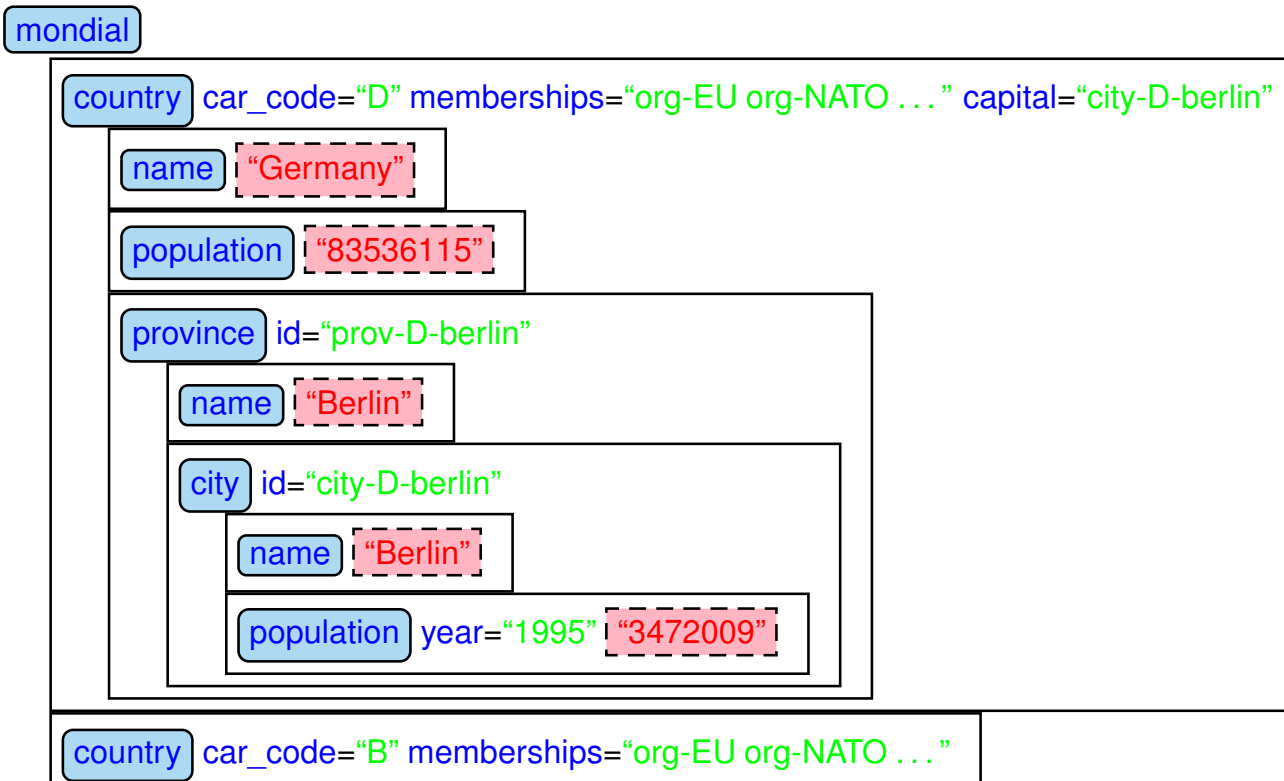 mondial
country car_code=“D” memberships=“org-EU org-NATO . . . ” capital=“city-D-berlin”
name “Germany”
population “83536115”
province id=“prov-D-berlin”
name “Berlin”
city id=“city-D-berlin”
name “Berlin”
population year=“1995” “3472009”
country car_code=“B” memberships=“org-EU org-NATO . . . ”